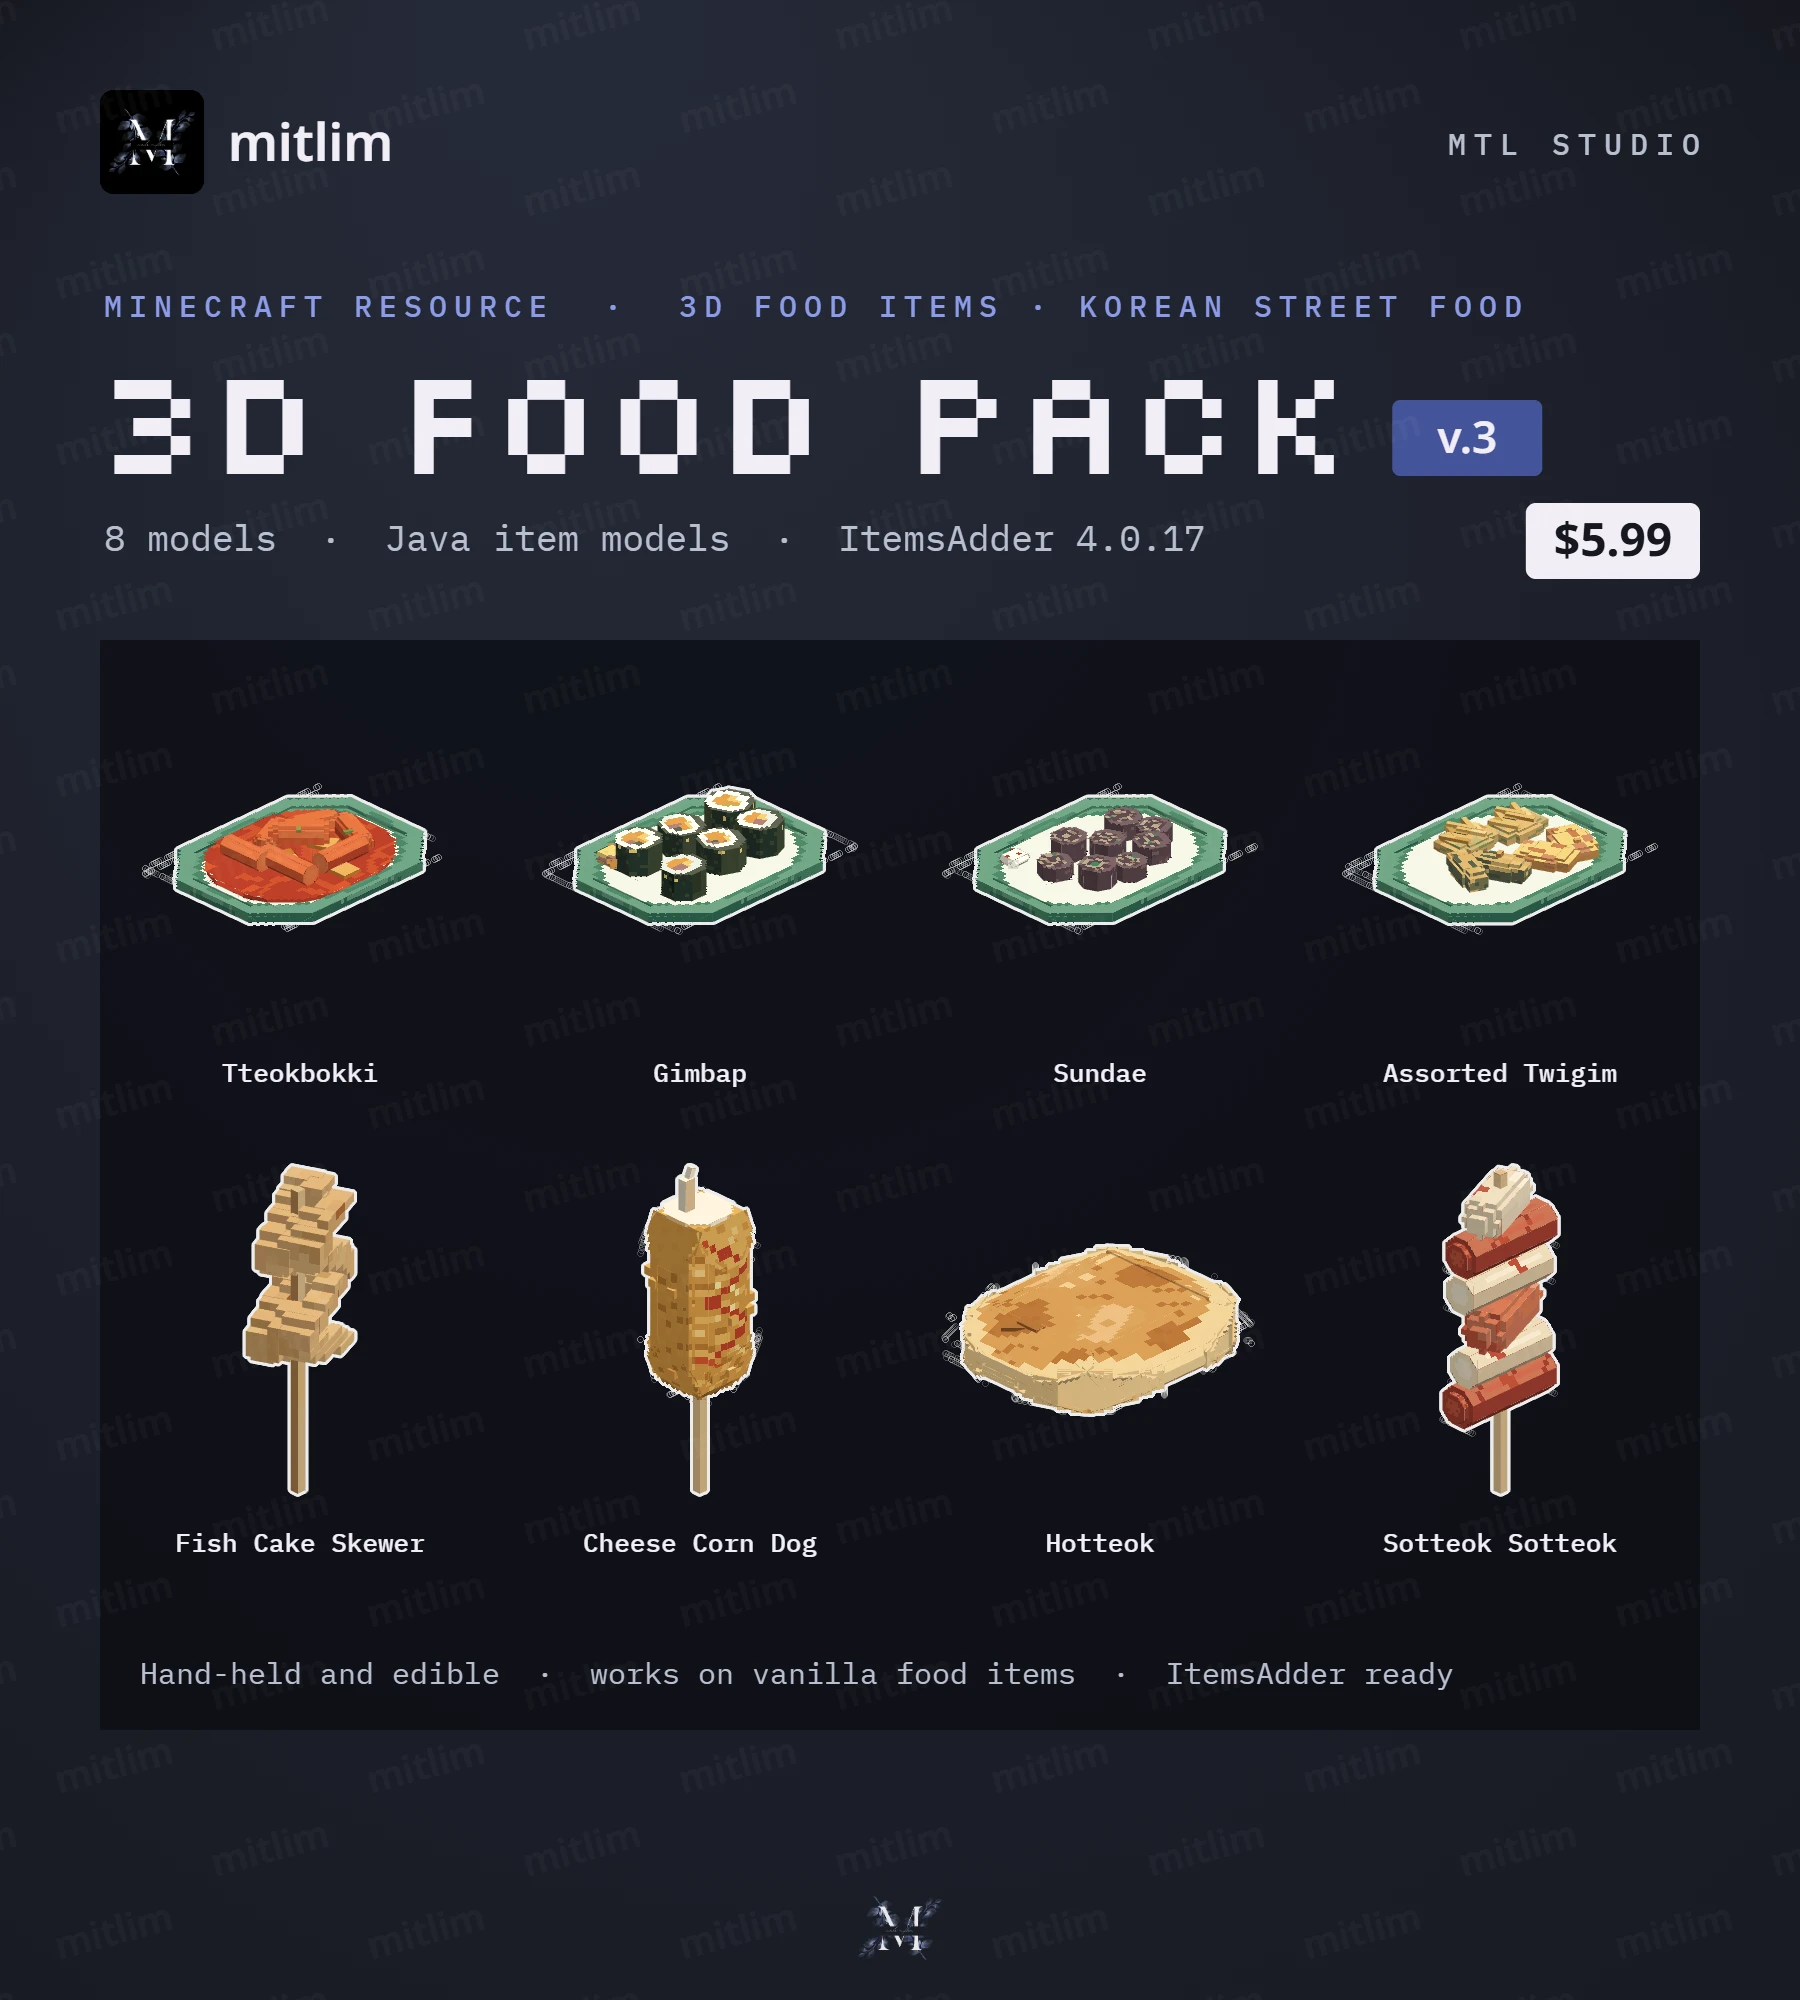 mitlim
MTL STUDIO
MINECRAFT RESOURCE · 3D FOOD ITEMS · KOREAN STREET FOOD
3D FOOD PACK v.3
8 models · Java item models · ItemsAdder 4.0.17
$5.99
Tteokbokki
Gimbap
Sundae
Assorted Twigim
Fish Cake Skewer
Cheese Corn Dog
Hotteok
Sotteok Sotteok
Hand-held and edible · works on vanilla food items · ItemsAdder ready